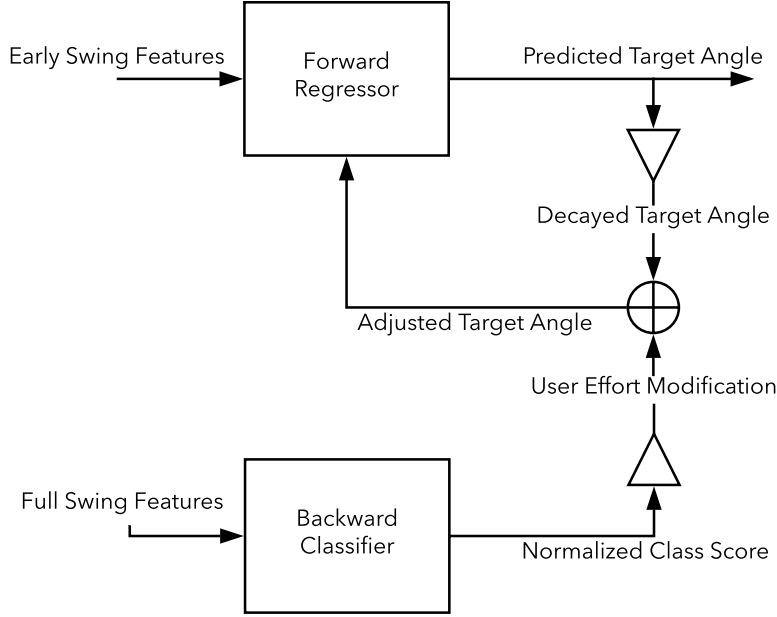 Early Swing Features
Forward
Regressor
Predicted Target Angle
Decayed Target Angle
Adjusted Target Angle
User Effort Modification
Full Swing Features
Backward
Classifier
Normalized Class Score